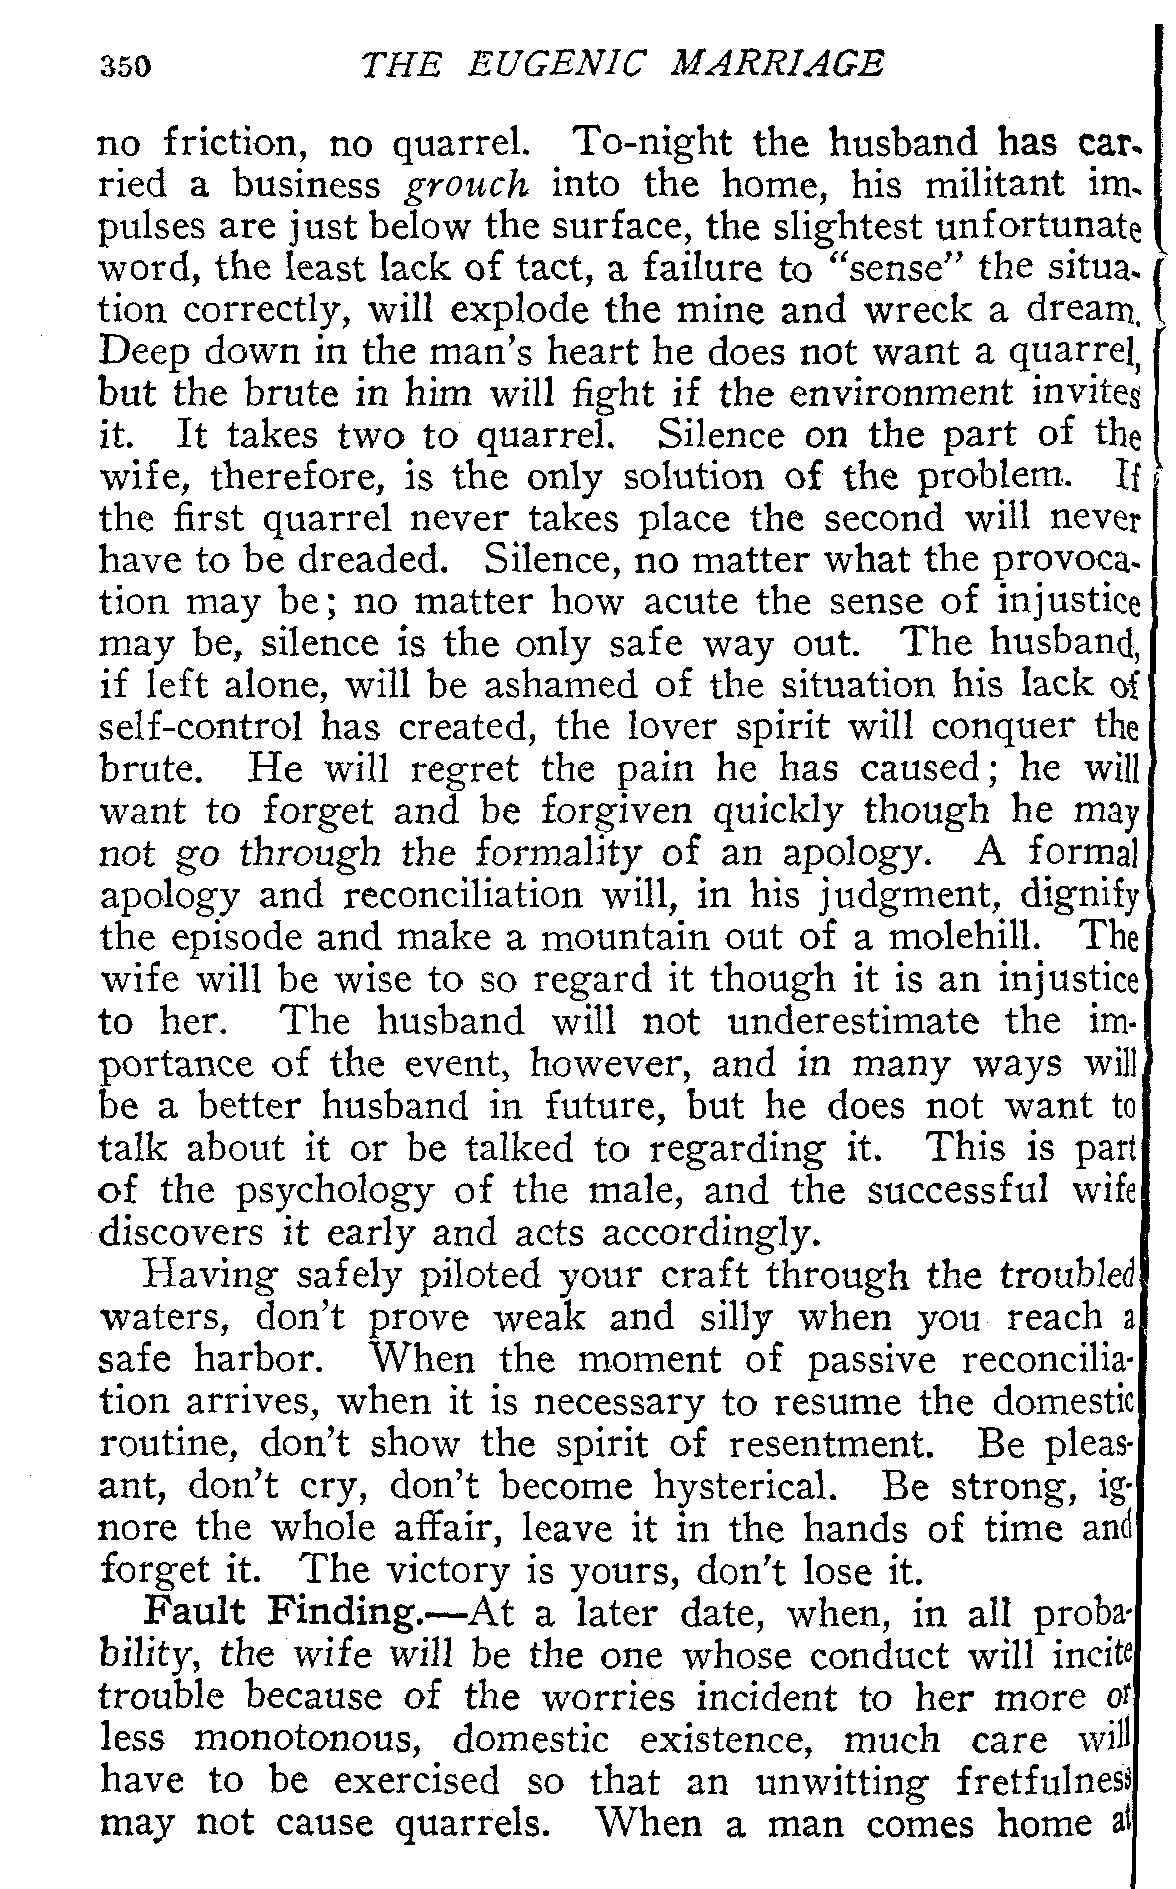 350 THE EUGENIC MARRIAGE
no friction, no quarrel. To-night the husband has car-
ried a business grouch into the home, his militant im-
pulses are just below the surface, the slightest unfortunate
word, the least lack of tact, a failure to “sense” the situa-
tion correctly, will explode the mine and wreck a dream.
Deep down in the man's heart he does not want a quarrel,
but the brute in him will fight if the environment invites
it. It takes two to quarrel. Silence on the part of the
wife, therefore, is the only solution of the problem. If
the first quarrel never takes place the second will never
have to be dreaded. Silence, no matter what the provoca-
tion may be; no matter how acute the sense of injustice
may be, silence is the only safe way out. The husband,
if left alone, will be ashamed of the situation his lack of
self-control has created, the lover spirit will conquer the
brute. He will regret the pain he has caused; he will
want to forget and be forgiven quickly though he may
not go through the formality of an apology. A formal
apology and reconciliation will, in his judgment, dignify
the episode and make a mountain out of a molehill. The
wife will be wise to so regard it though it is an injustice
to her. The husband will not underestimate the im-
portance of the event, however, and in many ways will
be a better husband in future, but he does not want to
talk about it or be talked to regarding it. This is part
of the psychology of the male, and the successful wife
discovers it early and acts accordingly.
Having safely piloted your craft through the troubled
waters, don't prove weak and silly when you reach a
safe harbor. When the moment of passive reconcilia-
tion arrives, when it is necessary to resume the domestic
routine, don't show the spirit of resentment. Be pleas-
ant, don't cry, don't become hysterical. Be strong, ig-
nore the whole affair, leave it in the hands of time and
forget it. The victory is yours, don't lose it.
Fault Finding.—At a later date, when, in all proba-
bility, the wife will be the one whose conduct will incite
trouble because of the worries incident to her more or
less monotonous, domestic existence, much care will
have to be exercised so that an unwitting fretfulness
may not cause quarrels. When a man comes home at